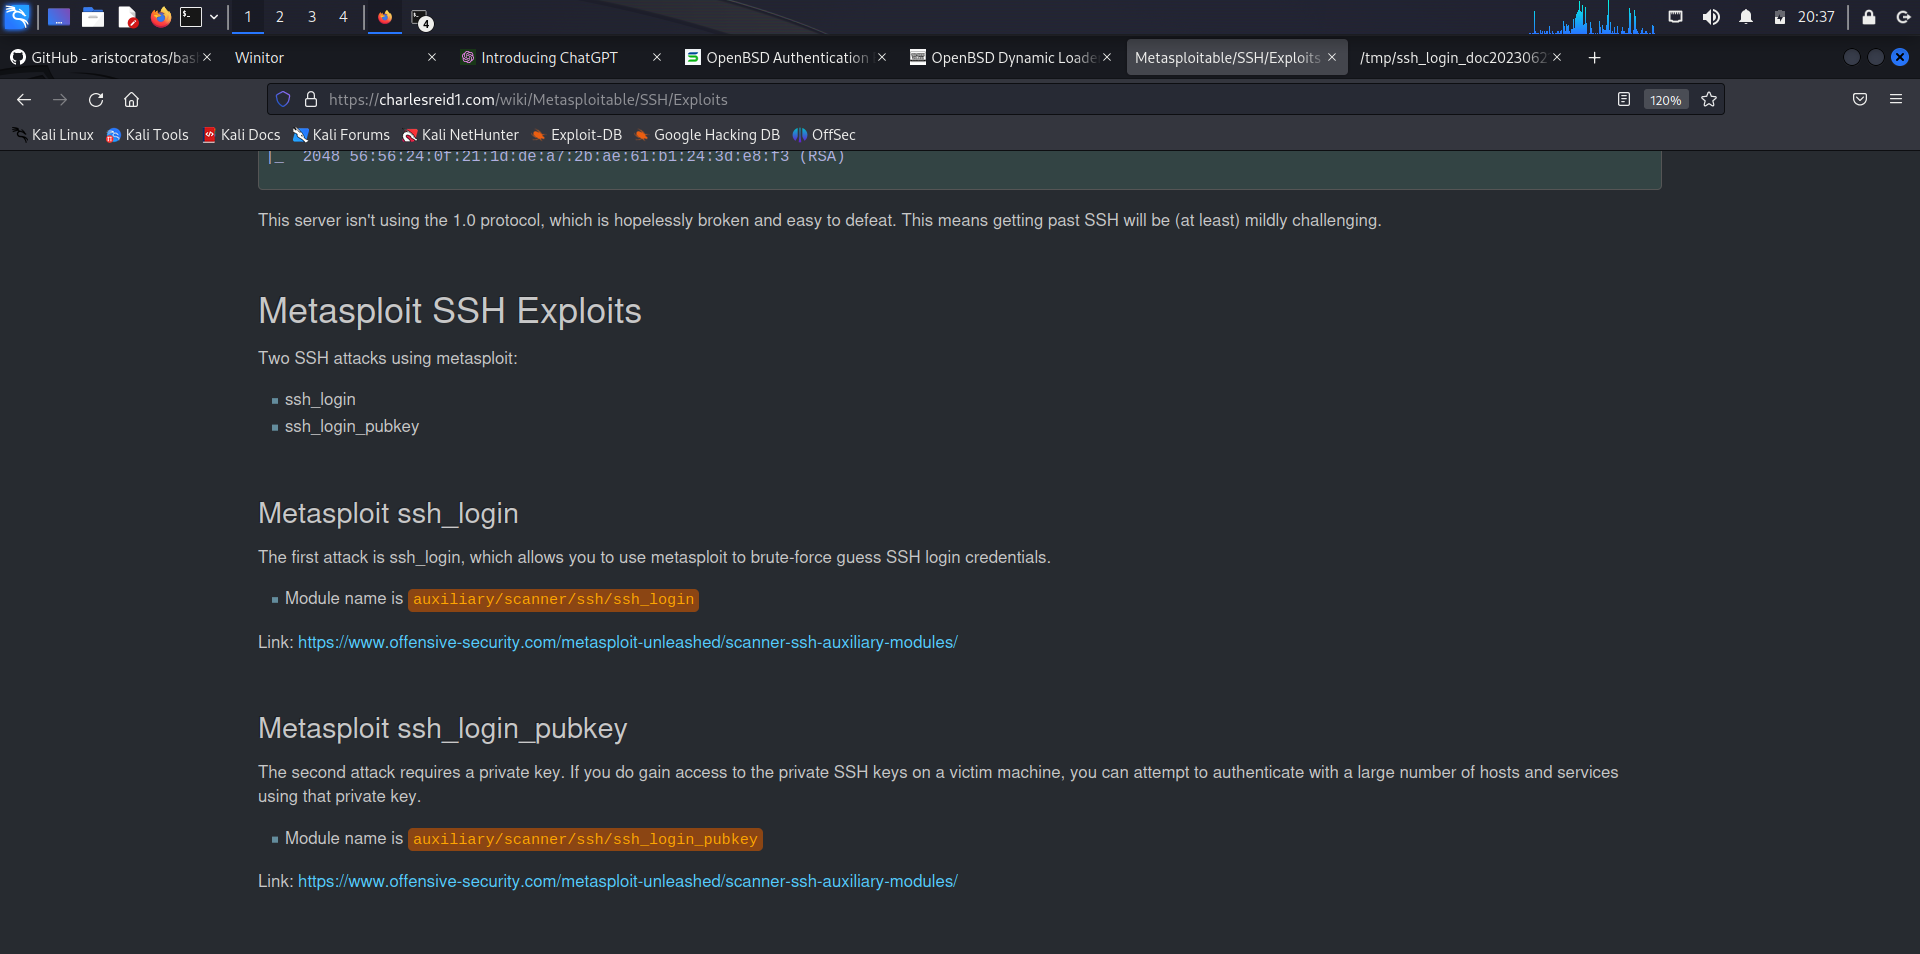 1 2 3 4 4 20:37
GitHub - aristocratos/bas Winitor Introducing ChatGPT OpenBSD Authentication OpenBSD Dynamic Loade Metasploitable/SSH/Exploits /tmp/ssh_login_doc2023062
https://charlesreid1.com/wiki/Metasploitable/SSH/Exploits 120%
Kali Linux Kali Tools Kali Docs Kali Forums Kali NetHunter Exploit-DB Google Hacking DB OffSec
|_  2048 56:56:24:0f:21:1d:de:a7:2b:ae:61:b1:24:3d:e8:f3 (RSA)
This server isn't using the 1.0 protocol, which is hopelessly broken and easy to defeat. This means getting past SSH will be (at least) mildly challenging.
Metasploit SSH Exploits
Two SSH attacks using metasploit:
ssh_login
ssh_login_pubkey
Metasploit ssh_login
The first attack is ssh_login, which allows you to use metasploit to brute-force guess SSH login credentials.
Module name is auxiliary/scanner/ssh/ssh_login
Link: https://www.offensive-security.com/metasploit-unleashed/scanner-ssh-auxiliary-modules/
Metasploit ssh_login_pubkey
The second attack requires a private key. If you do gain access to the private SSH keys on a victim machine, you can attempt to authenticate with a large number of hosts and services
using that private key.
Module name is auxiliary/scanner/ssh/ssh_login_pubkey
Link: https://www.offensive-security.com/metasploit-unleashed/scanner-ssh-auxiliary-modules/